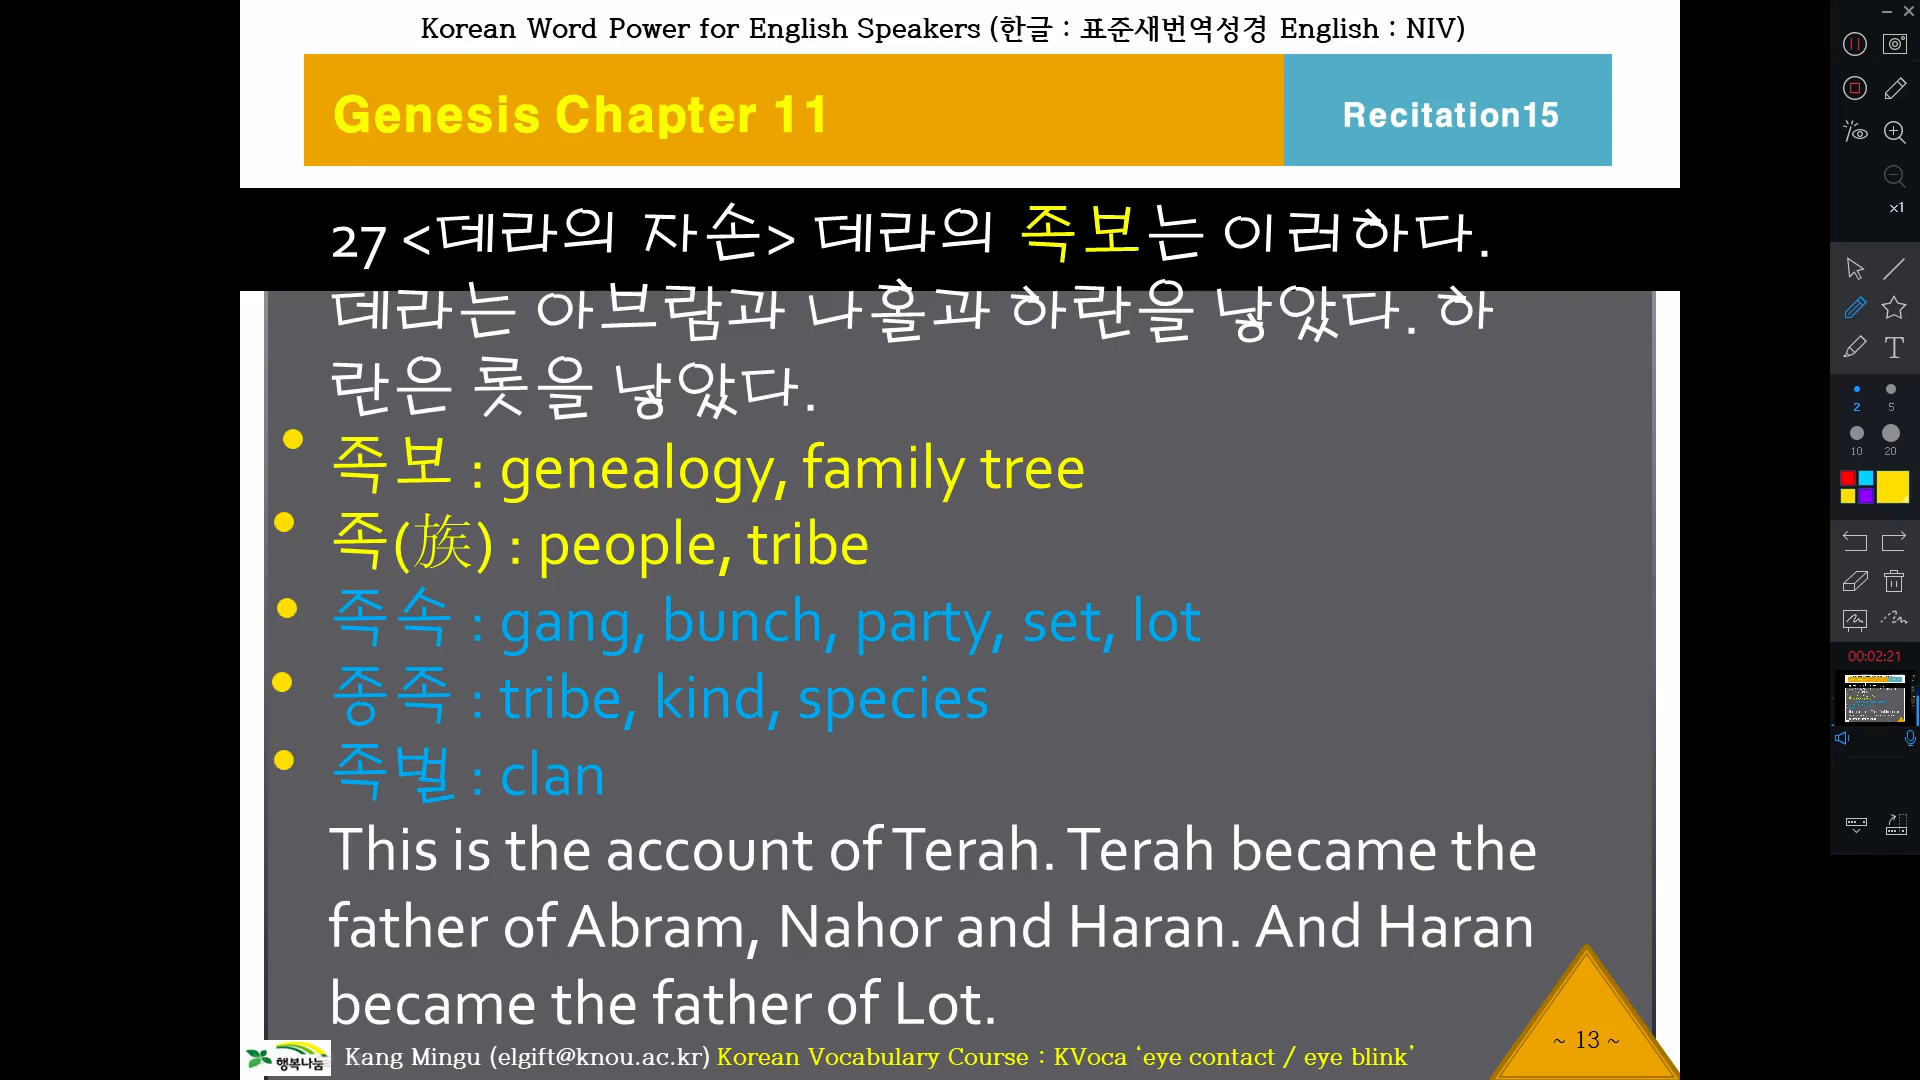 Korean Word Power for English Speakers (한글 : 표준새번역성경 English : NIV)
Genesis Chapter 11
Recitation15
27 <데라의 자손> 데라의 족보는 이러하다.
데라는 아브람과 나홀과 하란을 낳았다. 하
란은 롯을 낳았다.
족보 : genealogy, family tree
족(族) : people, tribe
족속 : gang, bunch, party, set, lot
종족 : tribe, kind, species
족벌 : clan
This is the account of Terah. Terah became the
father of Abram, Nahor and Haran. And Haran
became the father of Lot.
~ 13 ~
행복나눔
Kang Mingu (elgift@knou.ac.kr) Korean Vocabulary Course : KVoca ‘eye contact / eye blink’
x1
T
2 5
10 20
00:02:21